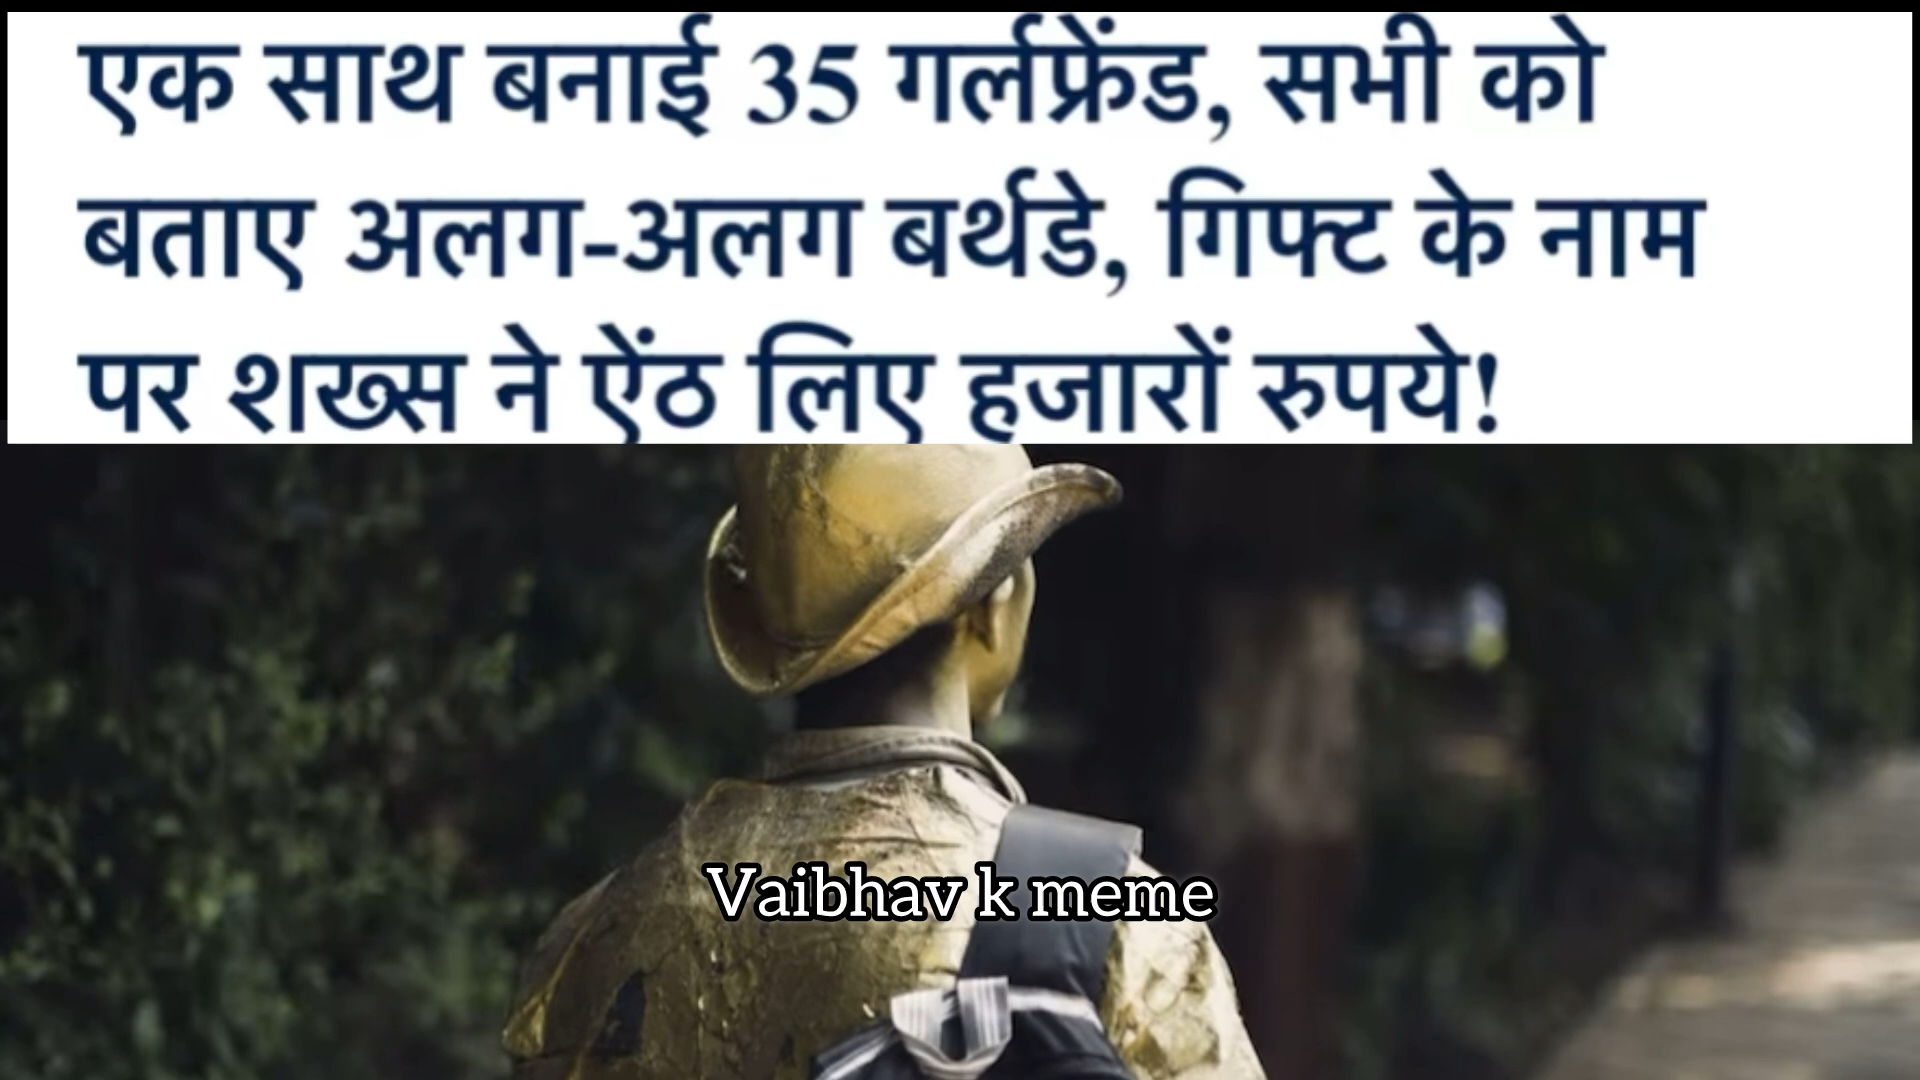 एक साथ बनाई 35 गर्लफ्रेंड, सभी को
बताए अलग-अलग बर्थडे, गिफ्ट के नाम
पर शख्स ने ऐंठ लिए हजारों रुपये!
Vaibhav k meme